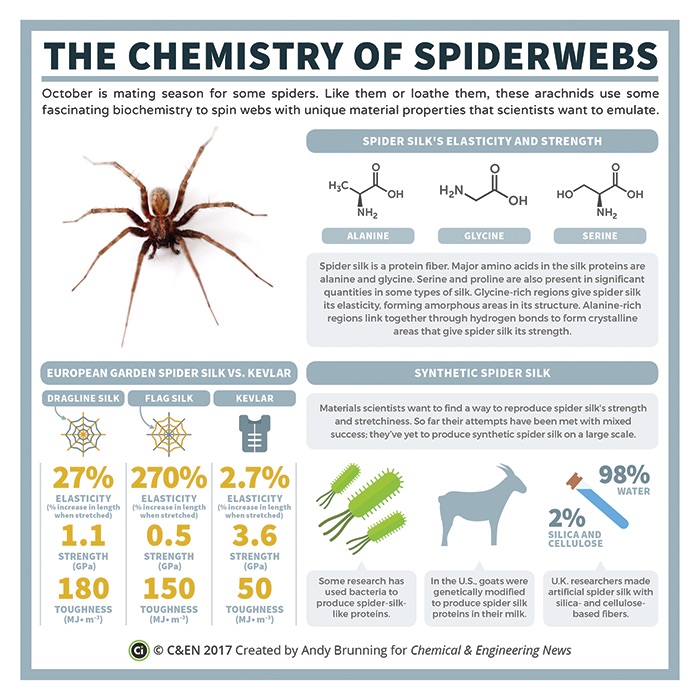 THE CHEMISTRY OF SPIDERWEBS
October is mating season for some spiders. Like them or loathe them, these arachnids use some
fascinating biochemistry to spin webs with unique material properties that scientists want to emulate.
SPIDER SILK'S ELASTICITY AND STRENGTH
H₃C O OH NH₂
H₂N O OH
HO O OH NH₂
ALANINE
GLYCINE
SERINE
Spider silk is a protein fiber. Major amino acids in the silk proteins are
alanine and glycine. Serine and proline are also present in significant
quantities in some types of silk. Glycine-rich regions give spider silk
its elasticity, forming amorphous areas in its structure. Alanine-rich
regions link together through hydrogen bonds to form crystalline
areas that give spider silk its strength.
EUROPEAN GARDEN SPIDER SILK VS. KEVLAR
DRAGLINE SILK
FLAG SILK
KEVLAR
27%
ELASTICITY
(% increase in length
when stretched)
1.1
STRENGTH
(GPa)
180
TOUGHNESS
(MJ• m⁻³)
270%
ELASTICITY
(% increase in length
when stretched)
0.5
STRENGTH
(GPa)
150
TOUGHNESS
(MJ• m⁻³)
2.7%
ELASTICITY
(% increase in length
when stretched)
3.6
STRENGTH
(GPa)
50
TOUGHNESS
(MJ• m⁻³)
SYNTHETIC SPIDER SILK
Materials scientists want to find a way to reproduce spider silk's strength
and stretchiness. So far their attempts have been met with mixed
success; they've yet to produce synthetic spider silk on a large scale.
98%
WATER
2%
SILICA AND
CELLULOSE
Some research has
used bacteria to
produce spider-silk-
like proteins.
In the U.S., goats were
genetically modified
to produce spider silk
proteins in their milk.
U.K. researchers made
artificial spider silk with
silica- and cellulose-
based fibers.
Ci © C&EN 2017 Created by Andy Brunning for Chemical & Engineering News